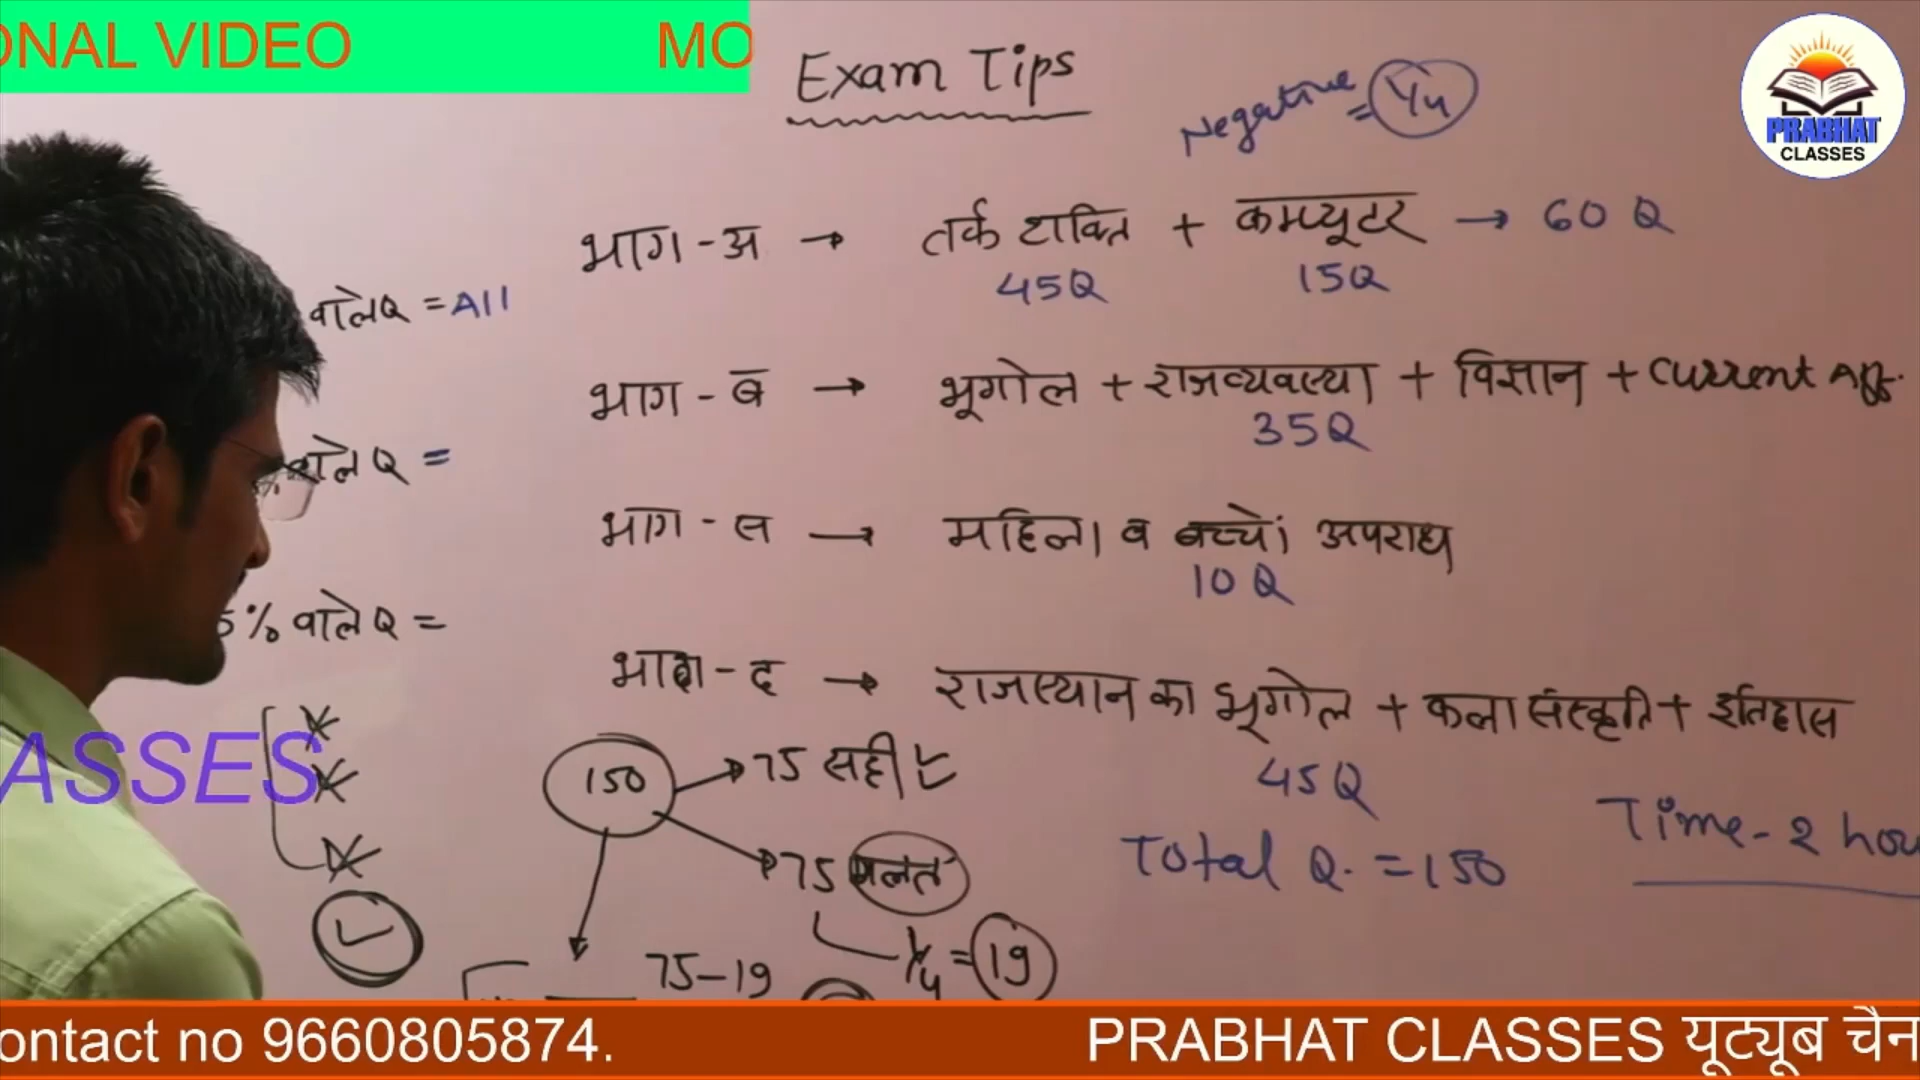 ONAL VIDEO MO
Exam Tips
Negative = 1/4
PRABHAT
CLASSES
भाग - अ → तर्क शक्ति + कम्प्यूटर → 60 Q
45Q 15Q
वाले Q = All
भाग - ब → भूगोल + राजव्यवस्था + विज्ञान + Current Aff.
35Q
वाले Q =
भाग - स → महिला व बच्चों अपराध
10 Q
5% वाले Q =
भाग - द → राजस्थान का भूगोल + कला संस्कृति + इतिहास
45Q
ASSES
150 → 75 सही
→ 75 गलत
1/4 = 19
75-19
Total Q. = 150
Time - 2 hou
ontact no 9660805874. PRABHAT CLASSES यूट्यूब चैन